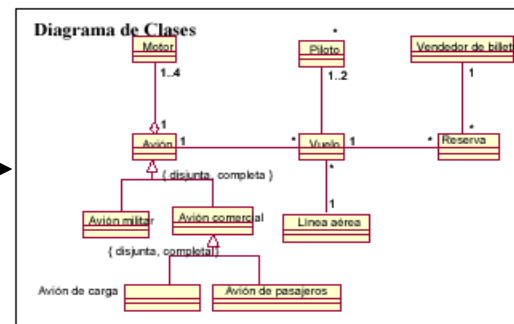 Diagrama de Clases
Motor
Piloto
Vendedor de billet
1..4
*
1..2
1
1
*
*
Avión
1
*
Vuelo
1
*
Reserva
{ disjunta, completa }
*
1
Avión militar
Avión comercial
Línea aérea
{ disjunta, completa }
Avión de carga
Avión de pasajeros